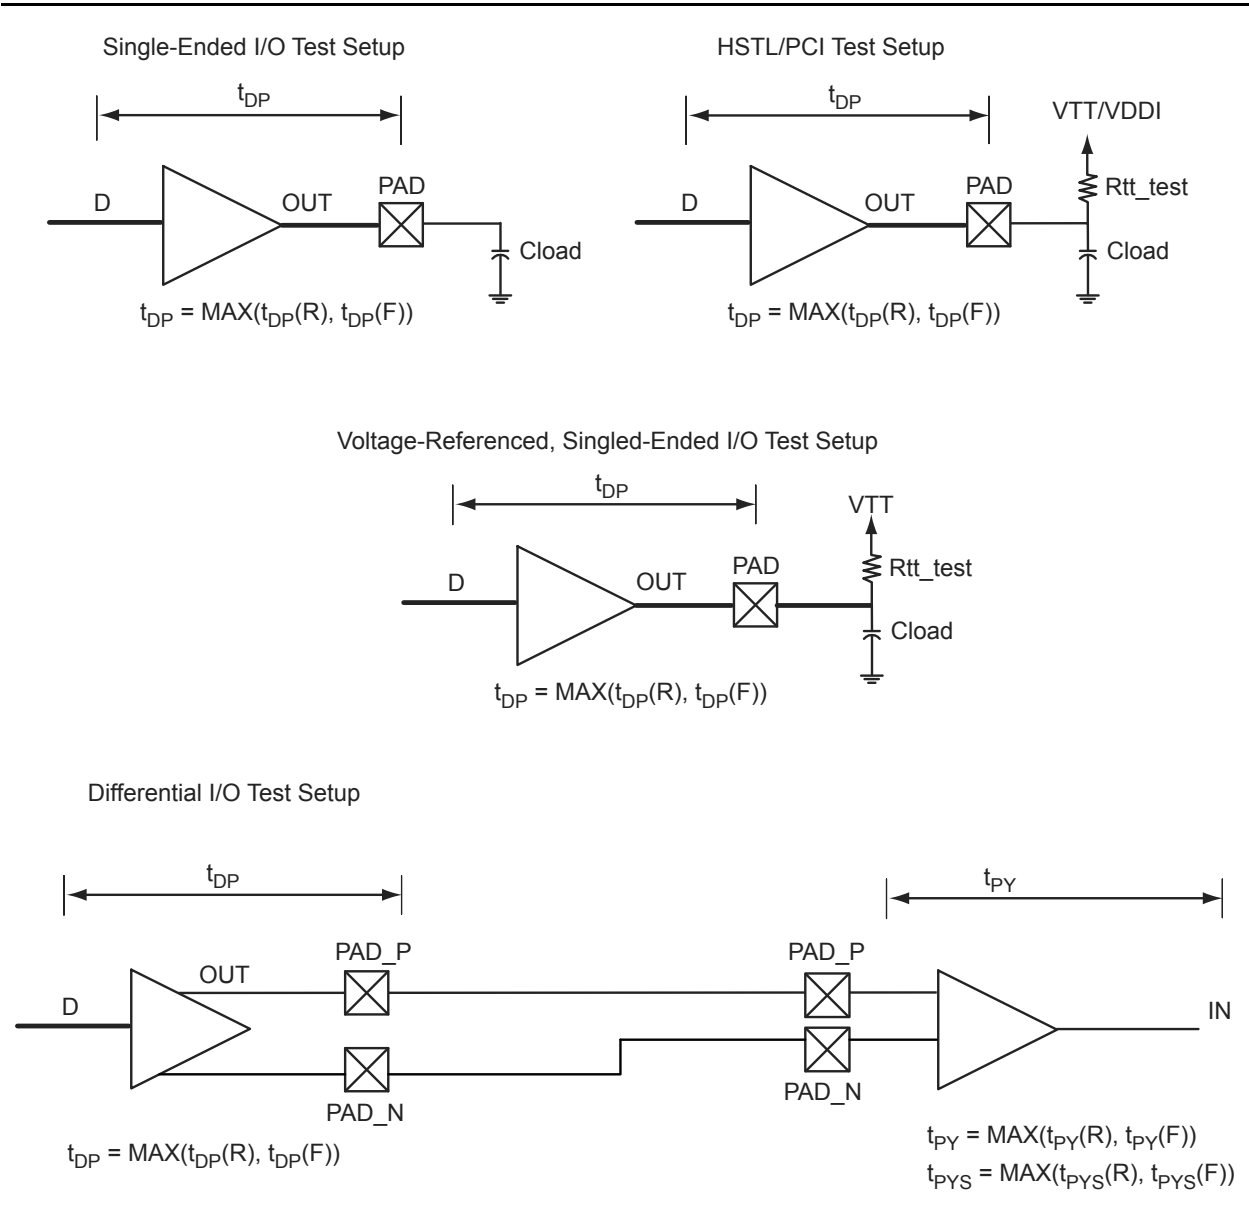 Single-Ended I/O Test Setup
tDP
D
OUT
PAD
Cload
tDP = MAX(tDP(R), tDP(F))
HSTL/PCI Test Setup
tDP
VTT/VDDI
Rtt_test
D
OUT
PAD
Cload
tDP = MAX(tDP(R), tDP(F))
Voltage-Referenced, Singled-Ended I/O Test Setup
tDP
VTT
Rtt_test
D
OUT
PAD
Cload
tDP = MAX(tDP(R), tDP(F))
Differential I/O Test Setup
tDP
tPY
D
OUT
PAD_P
PAD_N
PAD_P
PAD_N
IN
tDP = MAX(tDP(R), tDP(F))
tPY = MAX(tPY(R), tPY(F))
tPYS = MAX(tPYS(R), tPYS(F))